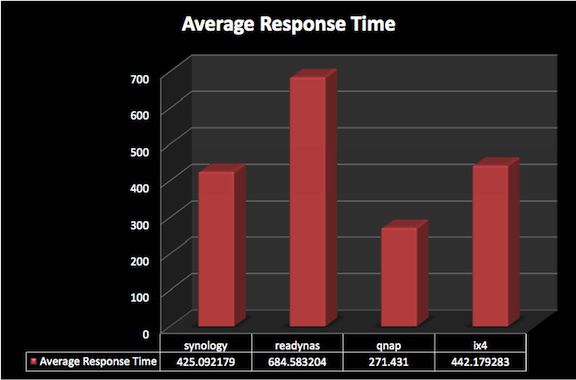 Average Response Time
700
600
500
400
300
200
100
0
synology readynas qnap ix4
Average Response Time 425.092179 684.583204 271.431 442.179283